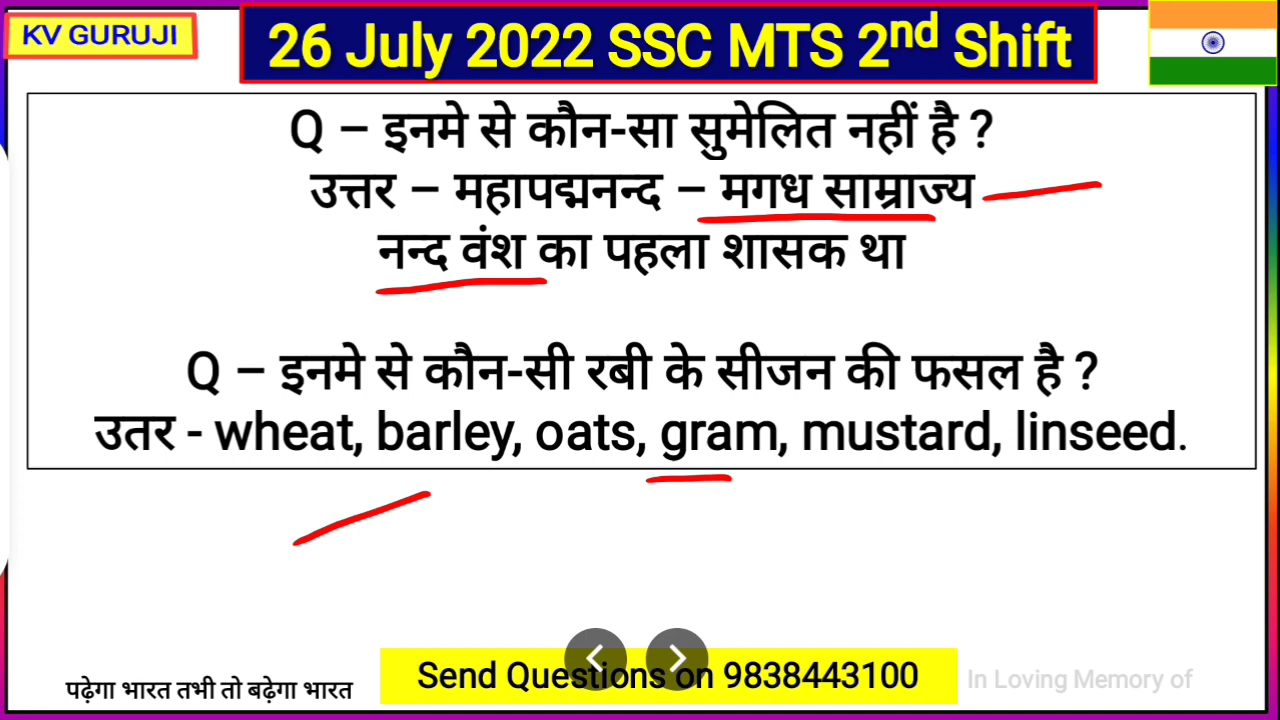 KV GURUJI
26 July 2022 SSC MTS 2nd Shift
Q – इनमे से कौन-सा सुमेलित नहीं है ?
उत्तर – महापद्मनन्द – मगध साम्राज्य
नन्द वंश का पहला शासक था
Q – इनमे से कौन-सी रबी के सीजन की फसल है ?
उतर - wheat, barley, oats, gram, mustard, linseed.
पढ़ेगा भारत तभी तो बढ़ेगा भारत
Send Questions on 9838443100
In Loving Memory of